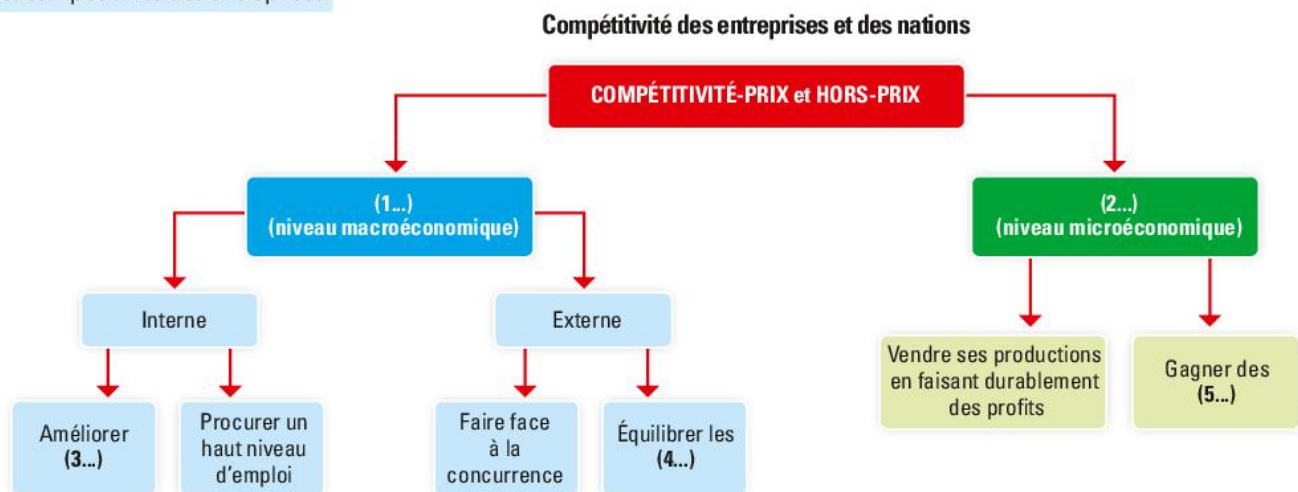 Compétitivité des entreprises et des nations
COMPÉTITIVITÉ-PRIX et HORS-PRIX
(1...)
(niveau macroéconomique)
(2...)
(niveau microéconomique)
Interne
Externe
Vendre ses productions
en faisant durablement
des profits
Gagner des
(5...)
Améliorer
(3...)
Procurer un
haut niveau
d'emploi
Faire face
à la
concurrence
Équilibrer les
(4...)